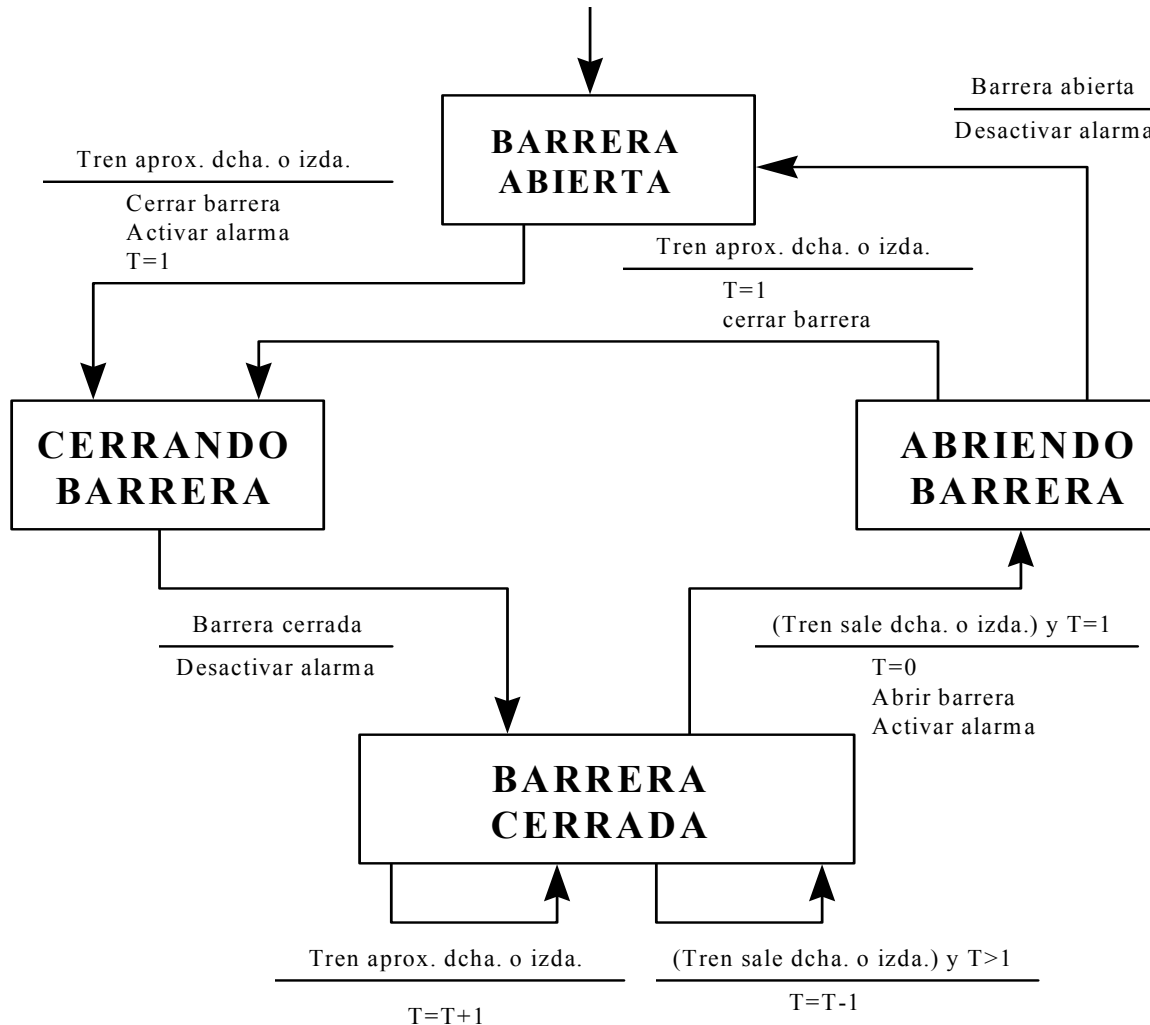 Barrera abierta
Desactivar alarma
BARRERA
ABIERTA
Tren aprox. dcha. o izda.
Cerrar barrera
Activar alarma
T=1
Tren aprox. dcha. o izda.
T=1
cerrar barrera
CERRANDO
BARRERA
ABRIENDO
BARRERA
Barrera cerrada
Desactivar alarma
(Tren sale dcha. o izda.) y T=1
T=0
Abrir barrera
Activar alarma
BARRERA
CERRADA
Tren aprox. dcha. o izda.
T=T+1
(Tren sale dcha. o izda.) y T>1
T=T-1